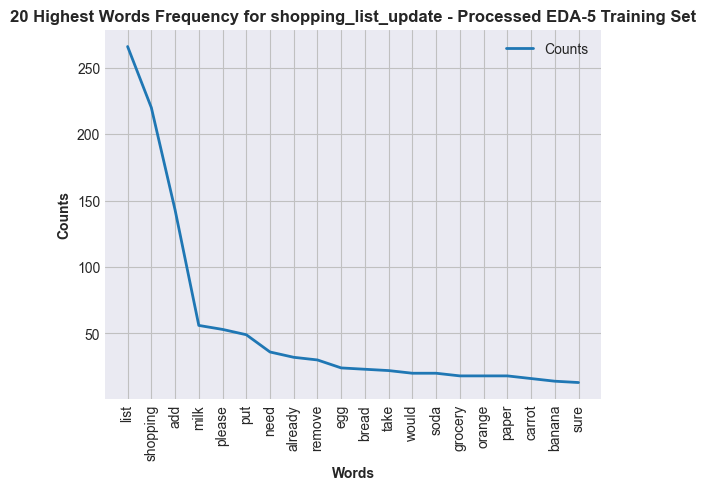 20 Highest Words Frequency for shopping_list_update - Processed EDA-5 Training Set
Counts
250
200
150
100
50
Counts
list
shopping
add
milk
please
put
need
already
remove
egg
bread
take
would
soda
grocery
orange
paper
carrot
banana
sure
Words